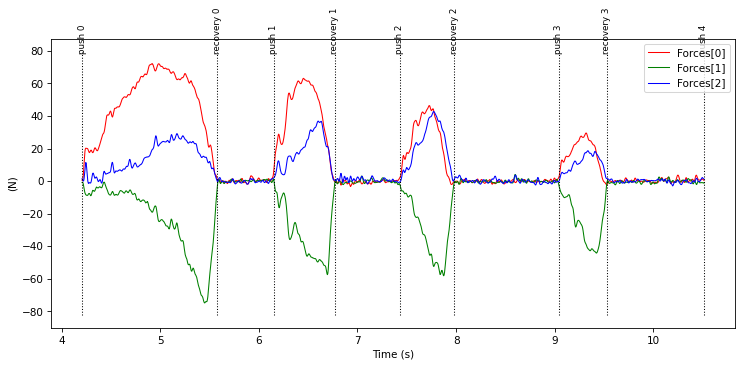 push 0
recovery 0
push 1
recovery 1
push 2
recovery 2
push 3
recovery 3
push 4
Forces[0]
Forces[1]
Forces[2]
80
60
40
20
0
−20
−40
−60
−80
(N)
4
5
6
7
8
9
10
Time (s)